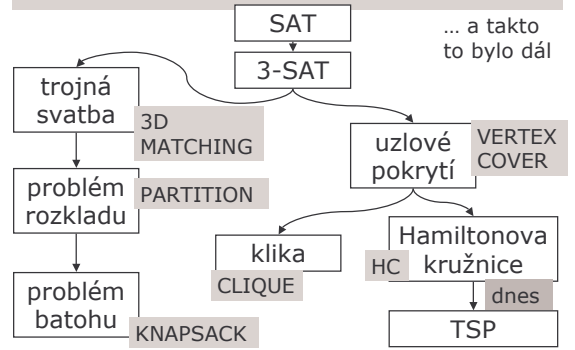 SAT
… a takto
to bylo dál
3-SAT
trojná
svatba
3D
MATCHING
uzlové
pokrytí
VERTEX
COVER
problém
rozkladu
PARTITION
klika
CLIQUE
Hamiltonova
kružnice
HC
dnes
problém
batohu
KNAPSACK
TSP